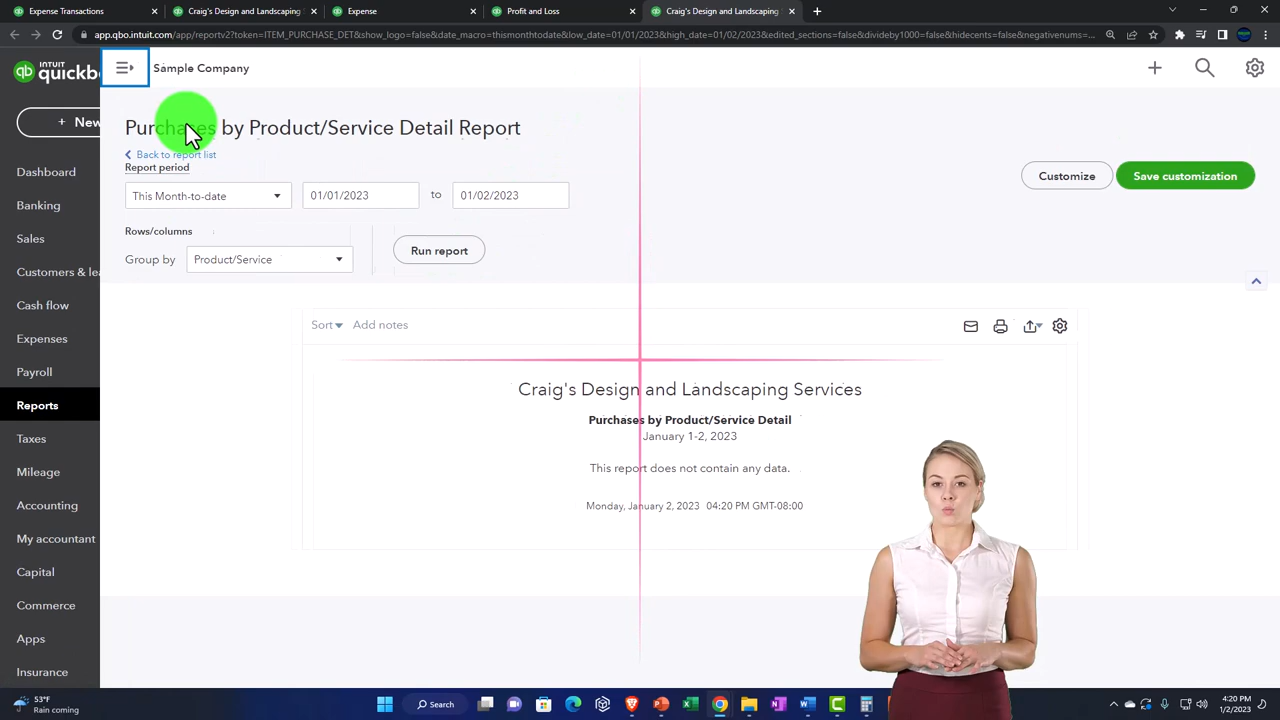 Expense Transactions
Craig's Design and Landscaping
Expense
Profit and Loss
Craig's Design and Landscaping
app.qbo.intuit.com/app/reportv2?token=ITEM_PURCHASE_DET&show_logo=false&date_macro=thismonthtodate&low_date=01/01/2023&high_date=01/02/2023&edited_sections=false&divideby1000=false&hidecents=false&negativenums=...
INTUIT
quickb
Sample Company
+ New
Purchases by Product/Service Detail Report
Back to report list
Report period
This Month-to-date
01/01/2023
to
01/02/2023
Customize
Save customization
Rows/columns
Group by
Product/Service
Run report
Dashboard
Banking
Sales
Customers & lea
Cash flow
Expenses
Payroll
Reports
Taxes
Mileage
Accounting
My accountant
Capital
Commerce
Apps
Insurance
Sort
Add notes
Craig's Design and Landscaping Services
Purchases by Product/Service Detail
January 1-2, 2023
This report does not contain any data.
Monday, January 2, 2023 04:20 PM GMT-08:00
53°F
Rain coming
Search
4:20 PM
1/2/2023